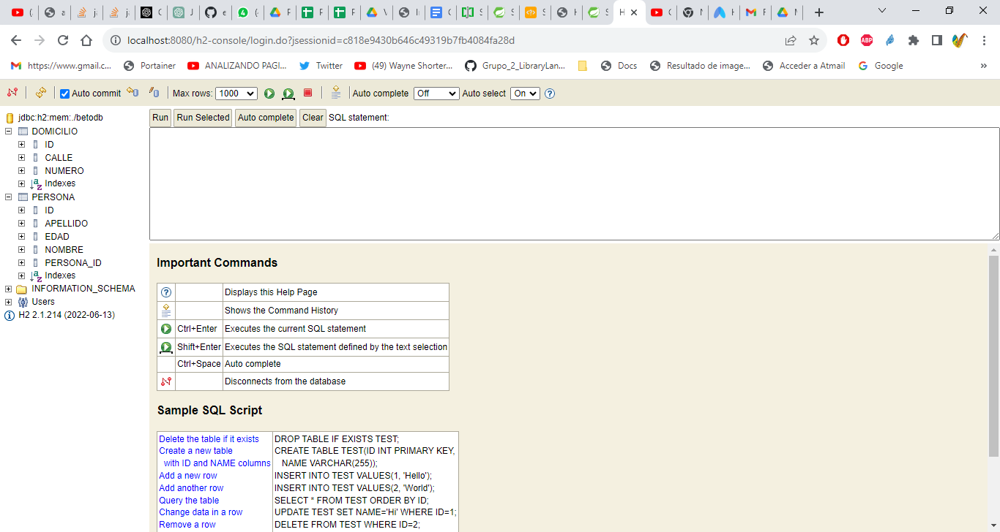 localhost:8080/h2-console/login.do?jsessionid=c818e9430b646c49319b7fb4084fa28d
https://www.gmail.c... Portainer ANALIZANDO PAGI... Twitter (49) Wayne Shorter... Grupo_2_LibraryLan... Docs Resultado de image... Acceder a Atmail Google »
Auto commit Max rows: 1000 Auto complete Off Auto select On
jdbc:h2:mem:./betodb
DOMICILIO
ID
CALLE
NUMERO
Indexes
PERSONA
ID
APELLIDO
EDAD
NOMBRE
PERSONA_ID
Indexes
INFORMATION_SCHEMA
Users
H2 2.1.214 (2022-06-13)
Run Run Selected Auto complete Clear SQL statement:
Important Commands
Displays this Help Page
Shows the Command History
Ctrl+Enter Executes the current SQL statement
Shift+Enter Executes the SQL statement defined by the text selection
Ctrl+Space Auto complete
Disconnects from the database
Sample SQL Script
Delete the table if it exists DROP TABLE IF EXISTS TEST;
Create a new table CREATE TABLE TEST(ID INT PRIMARY KEY,
with ID and NAME columns NAME VARCHAR(255));
Add a new row INSERT INTO TEST VALUES(1, 'Hello');
Add another row INSERT INTO TEST VALUES(2, 'World');
Query the table SELECT * FROM TEST ORDER BY ID;
Change data in a row UPDATE TEST SET NAME='Hi' WHERE ID=1;
Remove a row DELETE FROM TEST WHERE ID=2;